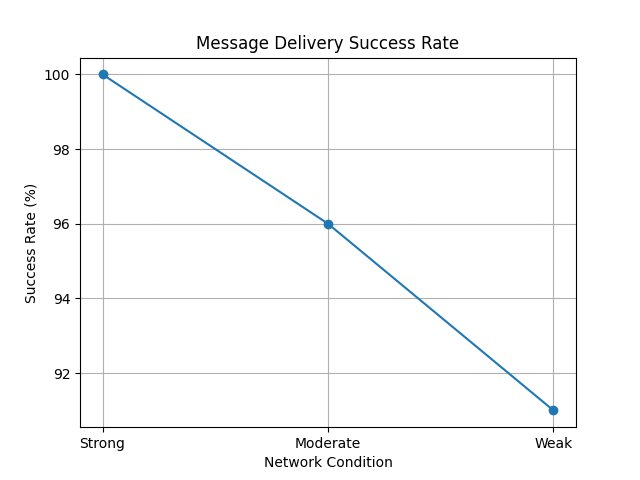 Message Delivery Success Rate
100
98
96
94
92
Success Rate (%)
Strong Moderate Weak
Network Condition